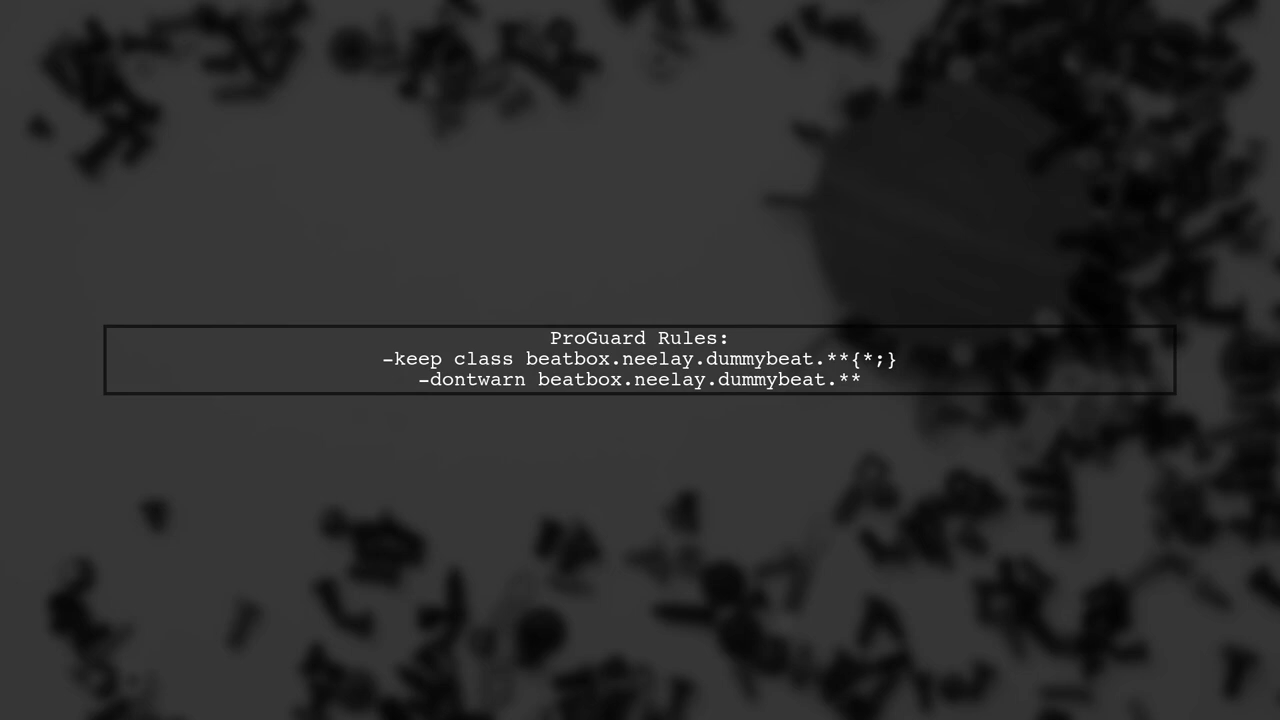 ProGuard Rules:
-keep class beatbox.neelay.dummybeat.**{*;}
-dontwarn beatbox.neelay.dummybeat.**